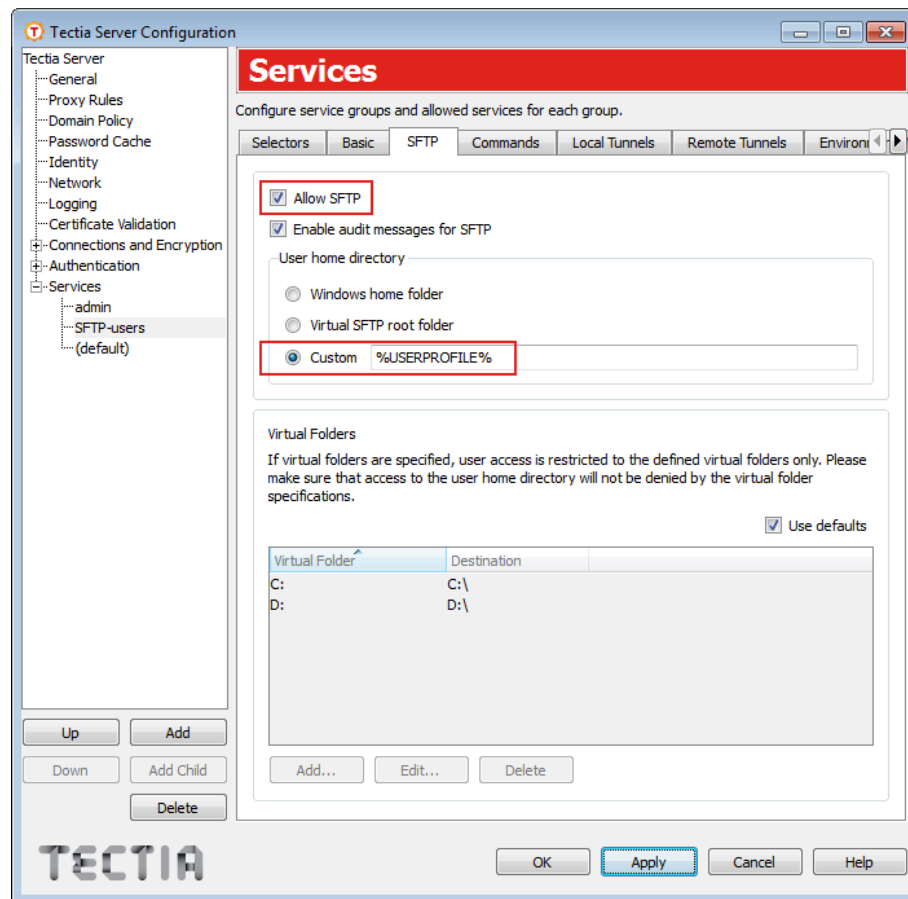 Tectia Server Configuration
Tectia Server
General
Proxy Rules
Domain Policy
Password Cache
Identity
Network
Logging
Certificate Validation
Connections and Encryption
Authentication
Services
admin
SFTP-users
(default)
Up
Add
Down
Add Child
Delete
TECTIA
Services
Configure service groups and allowed services for each group.
Selectors Basic SFTP Commands Local Tunnels Remote Tunnels
Allow SFTP
Enable audit messages for SFTP
User home directory
Windows home folder
Virtual SFTP root folder
Custom %USERPROFILE%
Virtual Folders
If virtual folders are specified, user access is restricted to the defined virtual folders only. Please
make sure that access to the user home directory will not be denied by the virtual folder
specifications.
Use defaults
Virtual Folder Destination
C: C:\
D: D:\
Add... Edit... Delete
OK Apply Cancel Help